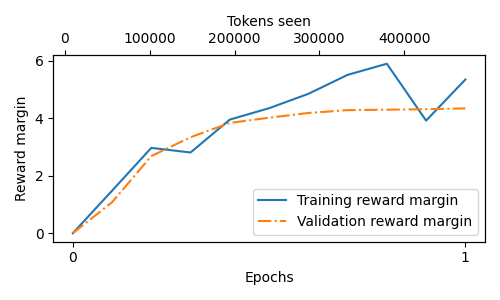 Tokens seen
0 100000 200000 300000 400000
6
4
2
0
Reward margin
Training reward margin
Validation reward margin
0 1
Epochs